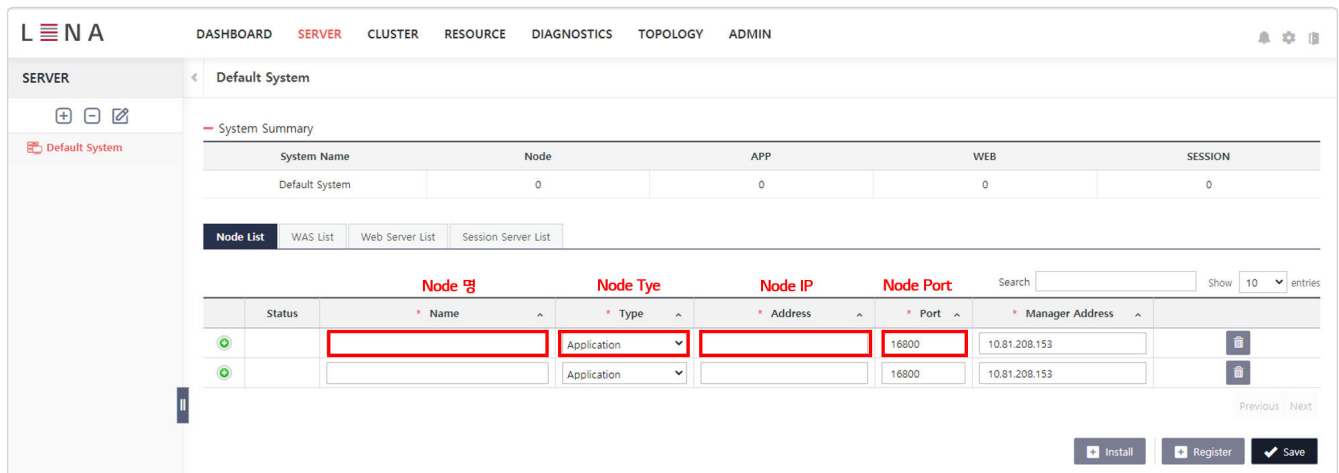 LENA
DASHBOARD SERVER CLUSTER RESOURCE DIAGNOSTICS TOPOLOGY ADMIN
SERVER
Default System
Default System
System Summary
System Name Node APP WEB SESSION
Default System 0 0 0 0
Node List WAS List Web Server List Session Server List
Node 명 Node Tye Node IP Node Port Search Show 10 entries
Status * Name * Type * Address * Port * Manager Address
Application 16800 10.81.208.153
Application 16800 10.81.208.153
Previous Next
Install Register Save